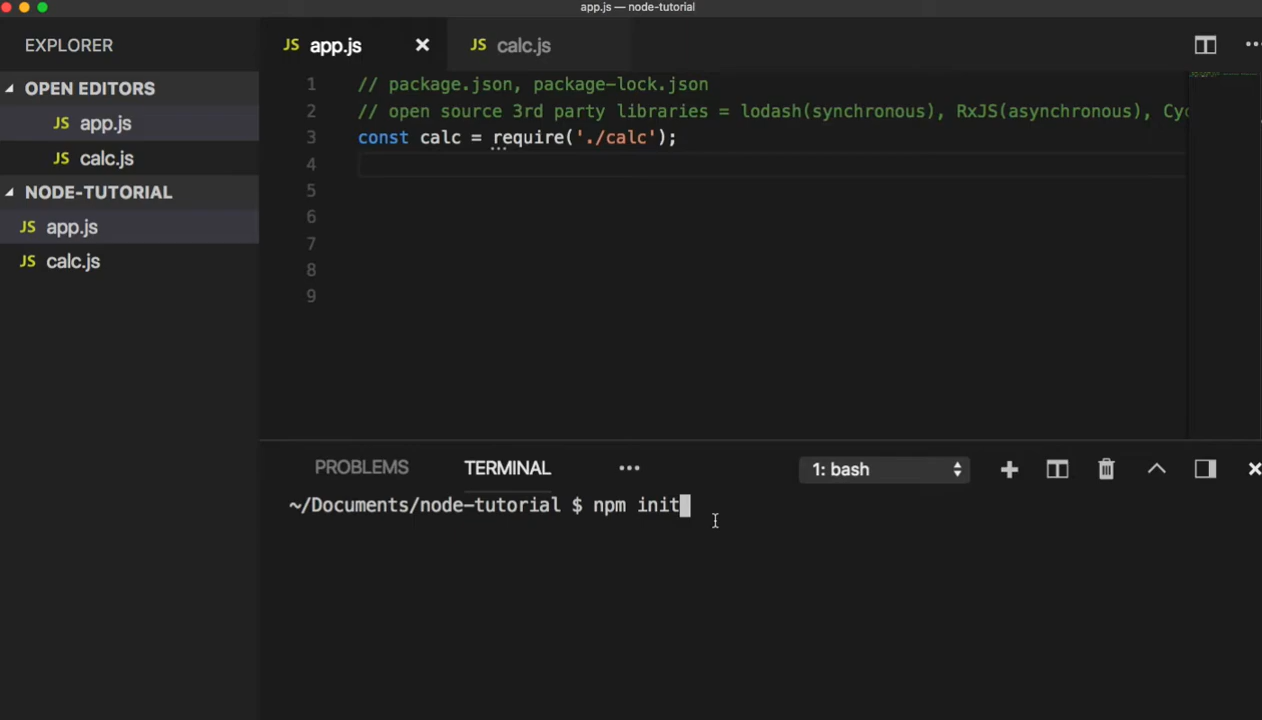 app.js — node-tutorial
EXPLORER
OPEN EDITORS
JS app.js
JS calc.js
NODE-TUTORIAL
JS app.js
JS calc.js
JS app.js ×
JS calc.js
1 // package.json, package-lock.json
2 // open source 3rd party libraries = lodash(synchronous), RxJS(asynchronous),
3 const calc = require('./calc');
4
5
6
7
8
9
PROBLEMS
TERMINAL
1: bash
~/Documents/node-tutorial $ npm init